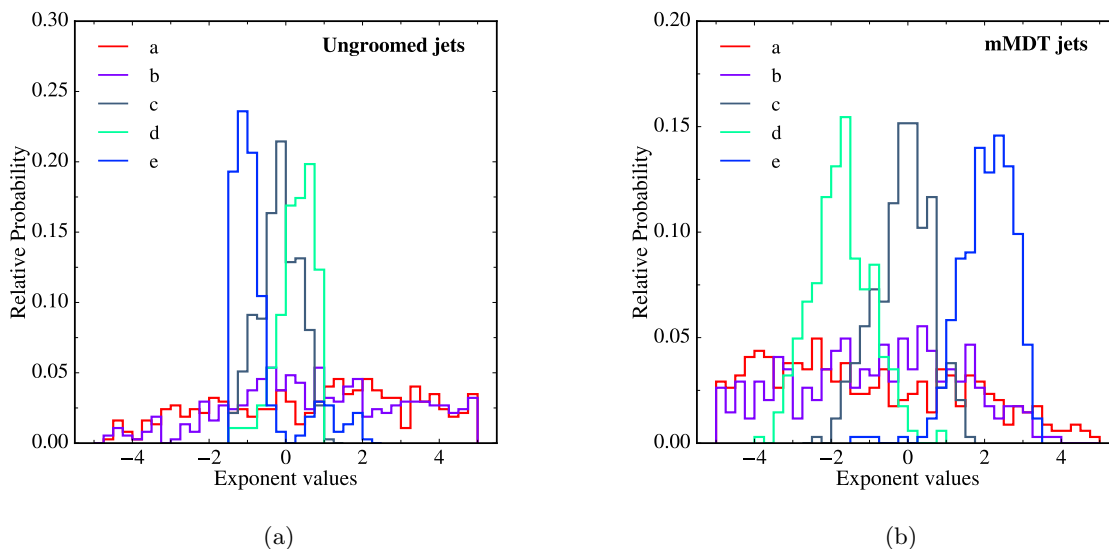 0.30
0.25
0.20
0.15
0.10
0.05
0.00
Relative Probability
a
b
c
d
e
Ungroomed jets
−4 −2 0 2 4
Exponent values
(a)
0.20
0.15
0.10
0.05
0.00
Relative Probability
a
b
c
d
e
mMDT jets
−4 −2 0 2 4
Exponent values
(b)